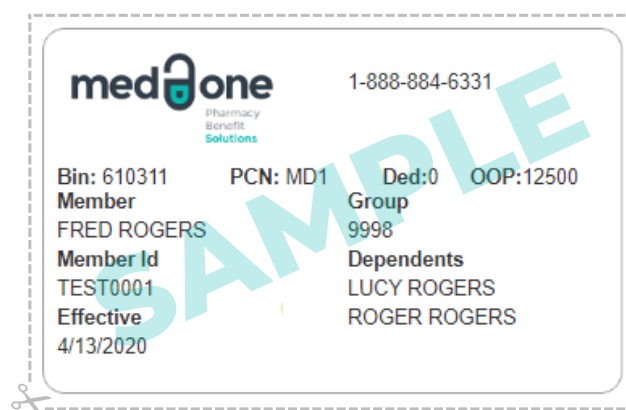 med one
Pharmacy
Benefit
Solutions
1-888-884-6331
SAMPLE
Bin: 610311 PCN: MD1 Ded:0 OOP:12500
Member Group
FRED ROGERS 9998
Member Id Dependents
TEST0001 LUCY ROGERS
Effective ROGER ROGERS
4/13/2020